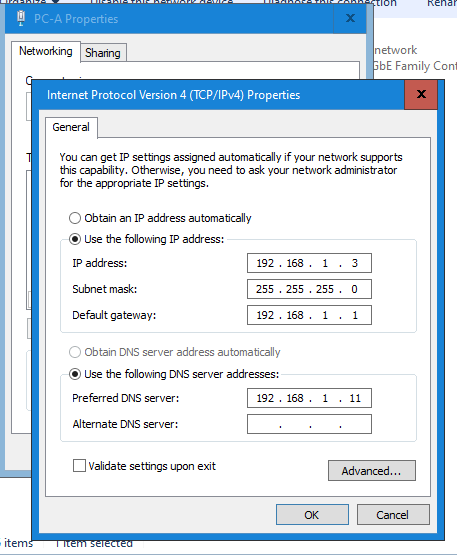 Disable this network device
Diagnose this connection
PC-A Properties
X
Networking
Sharing
network
GbE Family Cont
Internet Protocol Version 4 (TCP/IPv4) Properties
X
General
You can get IP settings assigned automatically if your network supports
this capability. Otherwise, you need to ask your network administrator
for the appropriate IP settings.
Obtain an IP address automatically
Use the following IP address:
IP address: 192 . 168 . 1 . 3
Subnet mask: 255 . 255 . 255 . 0
Default gateway: 192 . 168 . 1 . 1
Obtain DNS server address automatically
Use the following DNS server addresses:
Preferred DNS server: 192 . 168 . 1 . 11
Alternate DNS server: . . .
Validate settings upon exit
Advanced...
OK
Cancel
items
1 item selected